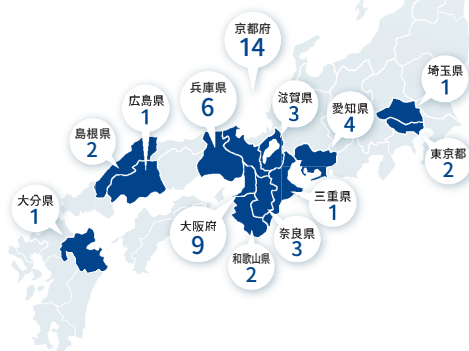 京都府
14
埼玉県
1
兵庫県
6
滋賀県
3
広島県
1
愛知県
4
島根県
2
東京都
2
大分県
1
三重県
1
大阪府
9
奈良県
3
和歌山県
2